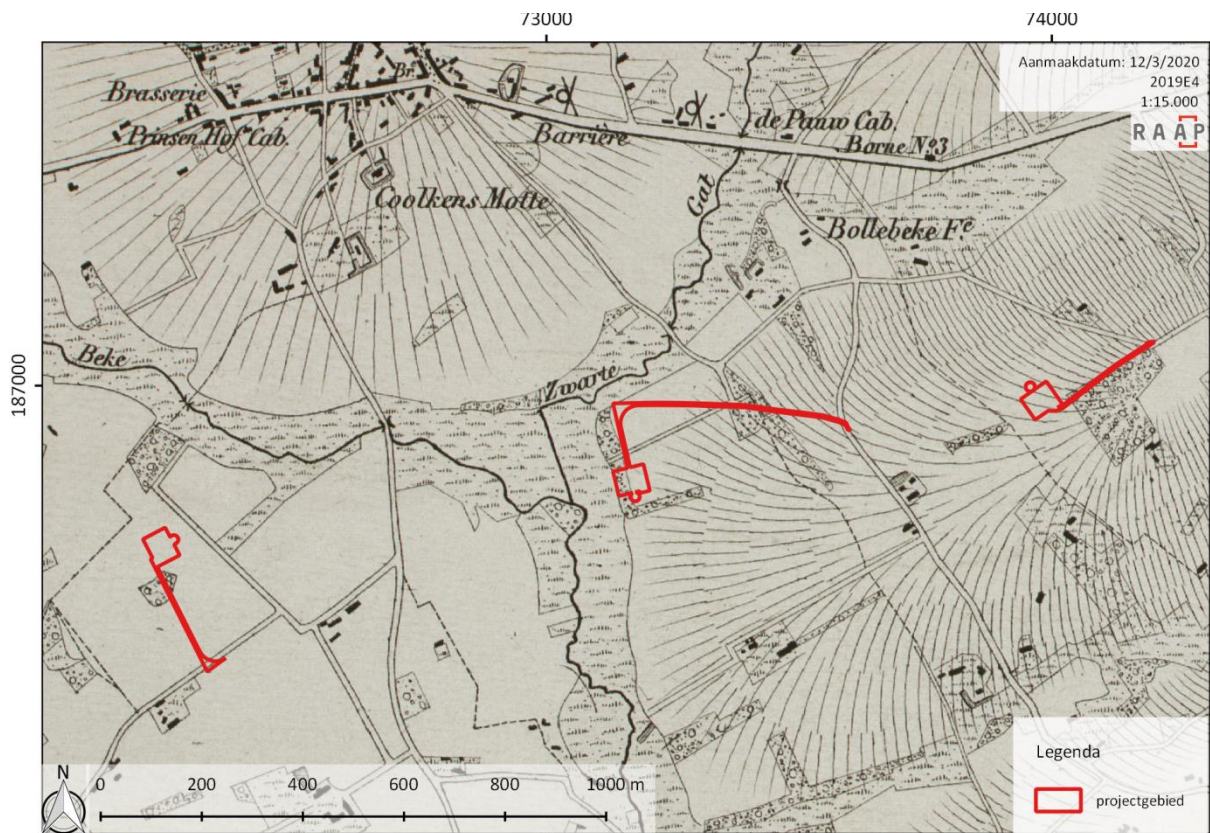 73000
74000
Aanmaakdatum: 12/3/2020
2019E4
1:15.000
RAAP
Br.
Brasserie
Prinsen Hof Cab.
Barrière
de Pauw Cab.
Borne Nº3
Coolkens Motte
Gat
Bollebeke Fe
187000
Beke
Zwarte
Legenda
projectgebied
N
0 200 400 600 800 1000 m